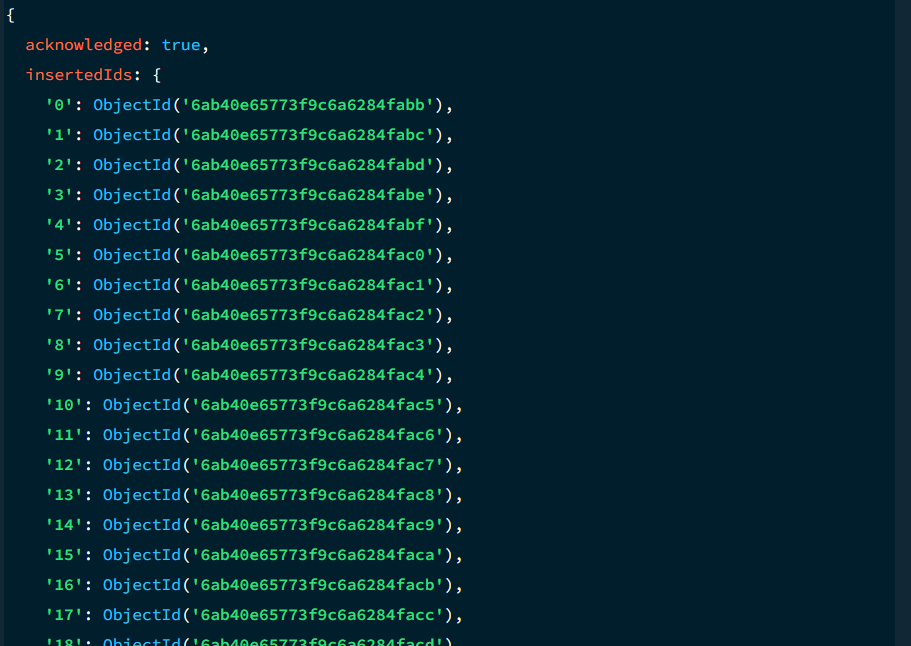 {
acknowledged: true,
insertedIds: {
'0': ObjectId('6ab40e65773f9c6a6284fabb'),
'1': ObjectId('6ab40e65773f9c6a6284fabc'),
'2': ObjectId('6ab40e65773f9c6a6284fabd'),
'3': ObjectId('6ab40e65773f9c6a6284fabe'),
'4': ObjectId('6ab40e65773f9c6a6284fabf'),
'5': ObjectId('6ab40e65773f9c6a6284fac0'),
'6': ObjectId('6ab40e65773f9c6a6284fac1'),
'7': ObjectId('6ab40e65773f9c6a6284fac2'),
'8': ObjectId('6ab40e65773f9c6a6284fac3'),
'9': ObjectId('6ab40e65773f9c6a6284fac4'),
'10': ObjectId('6ab40e65773f9c6a6284fac5'),
'11': ObjectId('6ab40e65773f9c6a6284fac6'),
'12': ObjectId('6ab40e65773f9c6a6284fac7'),
'13': ObjectId('6ab40e65773f9c6a6284fac8'),
'14': ObjectId('6ab40e65773f9c6a6284fac9'),
'15': ObjectId('6ab40e65773f9c6a6284faca'),
'16': ObjectId('6ab40e65773f9c6a6284facb'),
'17': ObjectId('6ab40e65773f9c6a6284facc'),
'18': ObjectId('6ab40e65773f9c6a6284facd')